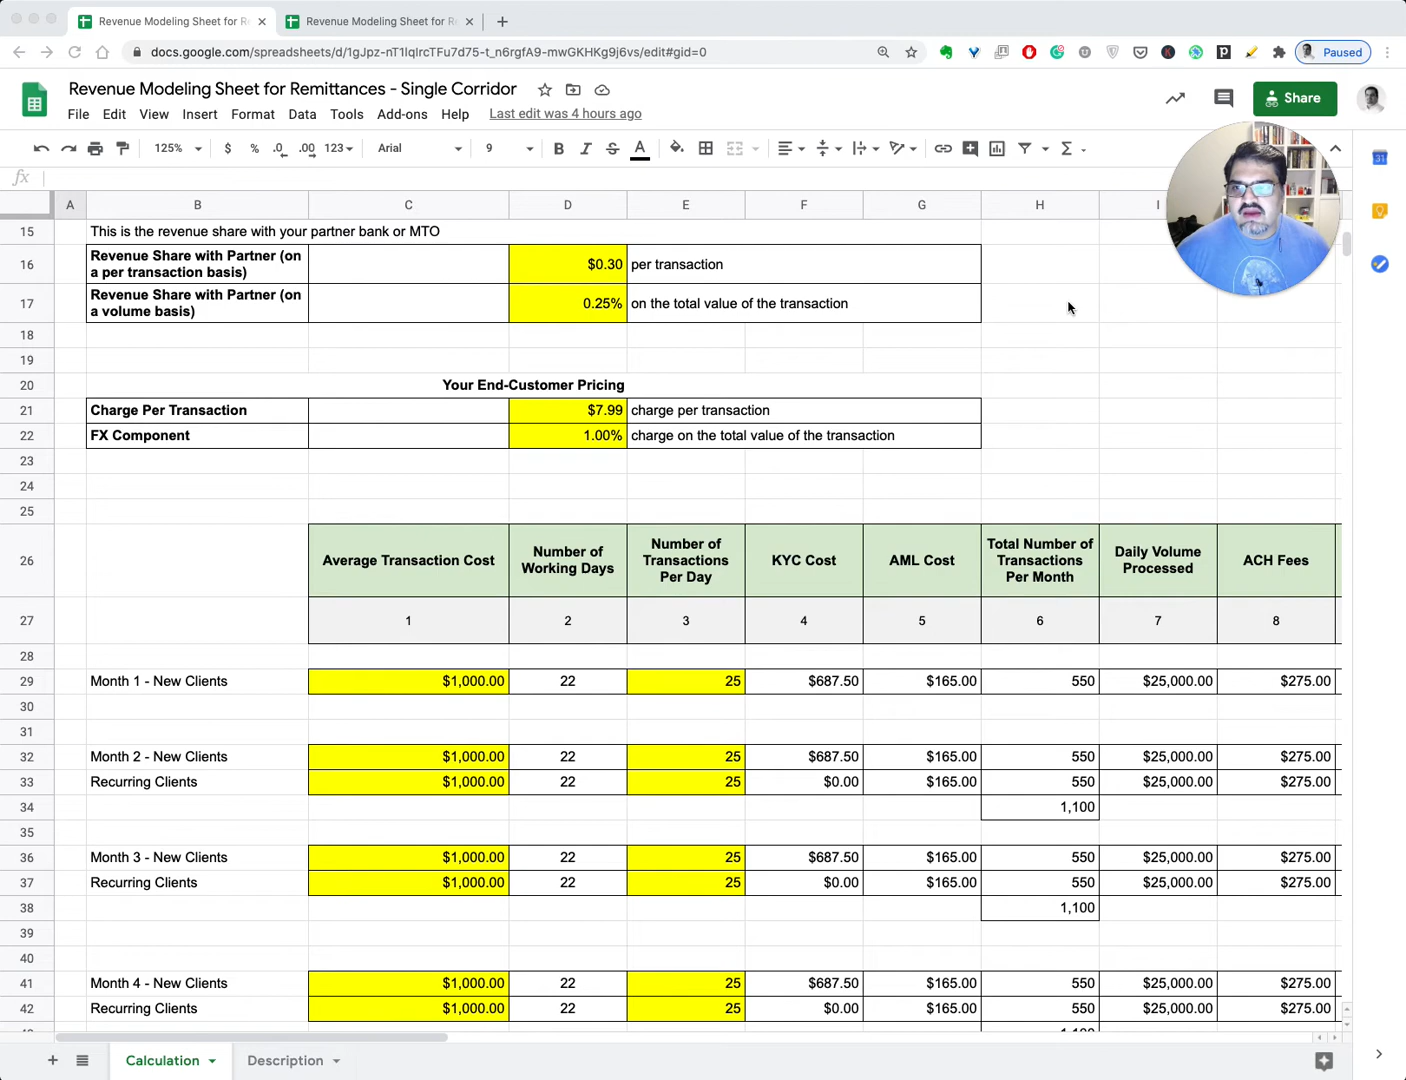 Revenue Modeling Sheet for R
Revenue Modeling Sheet for R
docs.google.com/spreadsheets/d/1gJpz-nT1lqlrcTFu7d75-t_n6rgfA9-mwGKHKg9j6vs/edit#gid=0
Paused
Revenue Modeling Sheet for Remittances - Single Corridor
Share
File Edit View Insert Format Data Tools Add-ons Help Last edit was 4 hours ago
125% $ % .0 .00 123 Arial 9 B I S A
fx
A B C D E F G H I
15 This is the revenue share with your partner bank or MTO
16 Revenue Share with Partner (on a per transaction basis) $0.30 per transaction
17 Revenue Share with Partner (on a volume basis) 0.25% on the total value of the transaction
18
19
20 Your End-Customer Pricing
21 Charge Per Transaction $7.99 charge per transaction
22 FX Component 1.00% charge on the total value of the transaction
23
24
25
26 Average Transaction Cost Number of Working Days Number of Transactions Per Day KYC Cost AML Cost Total Number of Transactions Per Month Daily Volume Processed ACH Fees
27 1 2 3 4 5 6 7 8
28
29 Month 1 - New Clients $1,000.00 22 25 $687.50 $165.00 550 $25,000.00 $275.00
30
31
32 Month 2 - New Clients $1,000.00 22 25 $687.50 $165.00 550 $25,000.00 $275.00
33 Recurring Clients $1,000.00 22 25 $0.00 $165.00 550 $25,000.00 $275.00
34 1,100
35
36 Month 3 - New Clients $1,000.00 22 25 $687.50 $165.00 550 $25,000.00 $275.00
37 Recurring Clients $1,000.00 22 25 $0.00 $165.00 550 $25,000.00 $275.00
38 1,100
39
40
41 Month 4 - New Clients $1,000.00 22 25 $687.50 $165.00 550 $25,000.00 $275.00
42 Recurring Clients $1,000.00 22 25 $0.00 $165.00 550 $25,000.00 $275.00
Calculation Description